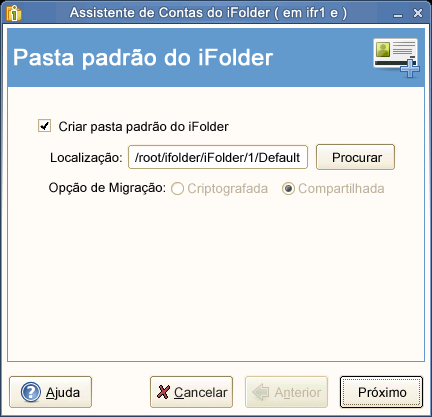 Assistente de Contas do iFolder ( em ifr1 e )
Pasta padrão do iFolder
Criar pasta padrão do iFolder
Localização: /root/ifolder/iFolder/1/Default Procurar
Opção de Migração: Criptografada Compartilhada
Ajuda Cancelar Anterior Próximo